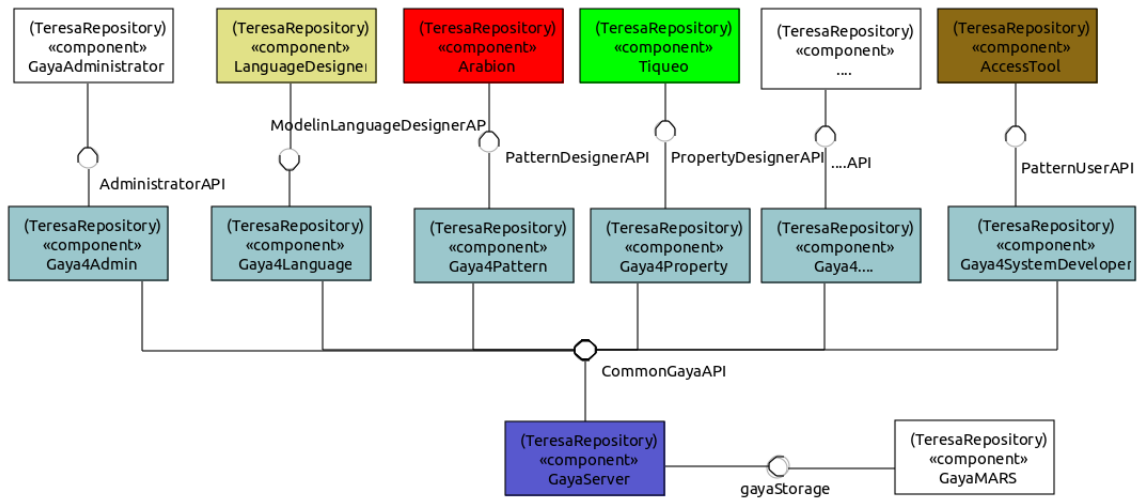 (TeresaRepository)
«component»
GayaAdministrator
(TeresaRepository)
«component»
LanguageDesigner
(TeresaRepository)
«component»
Arabion
(TeresaRepository)
«component»
Tiqueo
(TeresaRepository)
«component»
....
(TeresaRepository)
«component»
AccessTool
ModelinLanguageDesignerAP
AdministratorAPI
PatternDesignerAPI
PropertyDesignerAPI
....API
PatternUserAPI
(TeresaRepository)
«component»
Gaya4Admin
(TeresaRepository)
«component»
Gaya4Language
(TeresaRepository)
«component»
Gaya4Pattern
(TeresaRepository)
«component»
Gaya4Property
(TeresaRepository)
«component»
Gaya4....
(TeresaRepository)
«component»
Gaya4SystemDeveloper
CommonGayaAPI
(TeresaRepository)
«component»
GayaServer
gayaStorage
(TeresaRepository)
«component»
GayaMARS